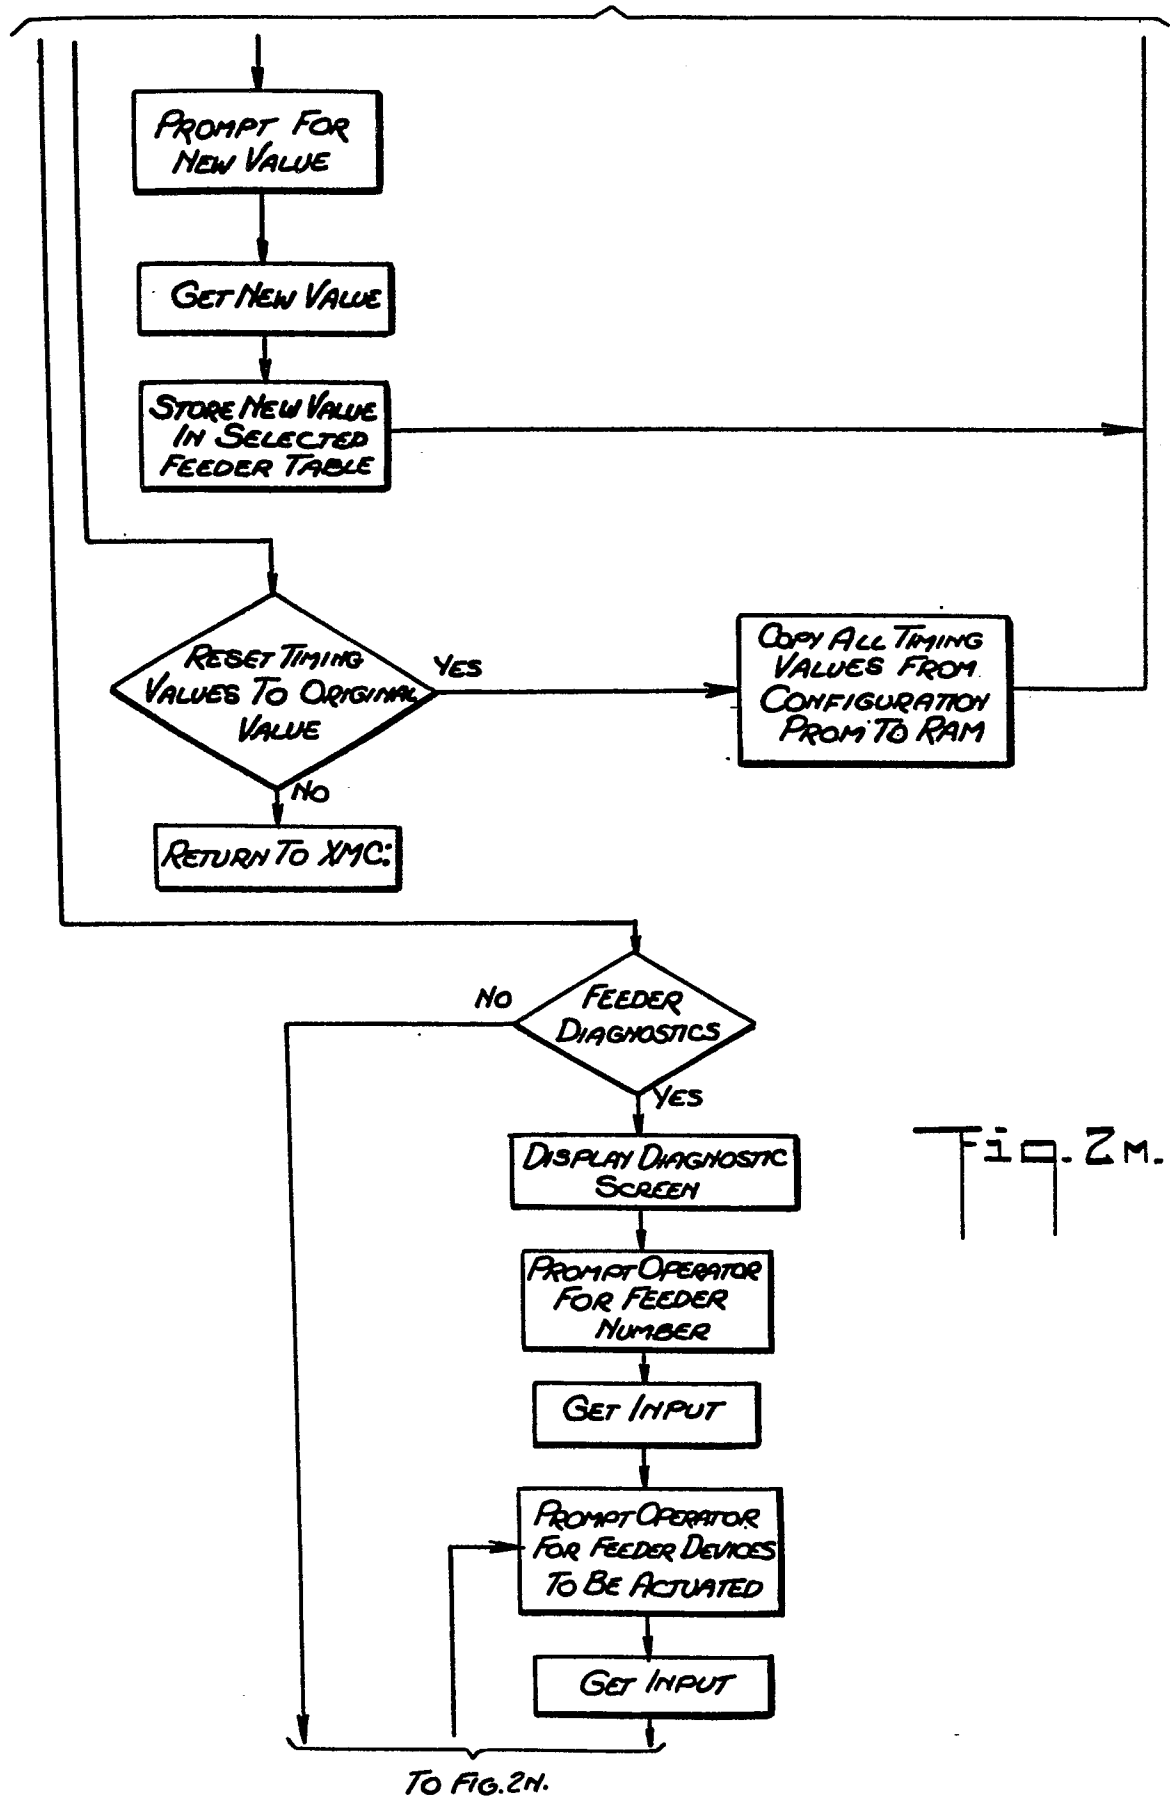 PROMPT FOR
NEW VALUE
GET NEW VALUE
STORE NEW VALUE
IN SELECTED
FEEDER TABLE
RESET TIMING
VALUES TO ORIGINAL
VALUE
YES
COPY ALL TIMING
VALUES FROM
CONFIGURATION
PROM TO RAM
NO
RETURN TO XMC:
NO
FEEDER
DIAGNOSTICS
YES
DISPLAY DIAGNOSTIC
SCREEN
Fig. 2M.
PROMPT OPERATOR
FOR FEEDER
NUMBER
GET INPUT
PROMPT OPERATOR
FOR FEEDER DEVICES
TO BE ACTUATED
GET INPUT
TO FIG. 2N.